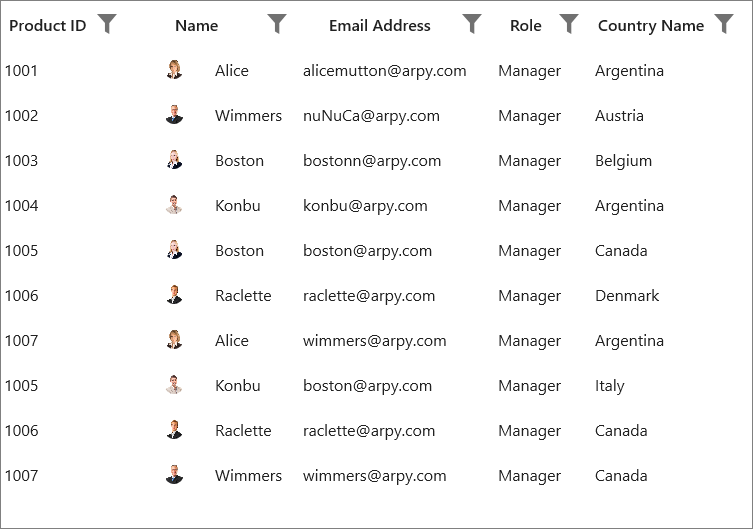 Product ID Name Email Address Role Country Name
1001 Alice alicemutton@arpy.com Manager Argentina
1002 Wimmers nuNuCa@arpy.com Manager Austria
1003 Boston bostonn@arpy.com Manager Belgium
1004 Konbu konbu@arpy.com Manager Argentina
1005 Boston boston@arpy.com Manager Canada
1006 Raclette raclette@arpy.com Manager Denmark
1007 Alice wimmers@arpy.com Manager Argentina
1005 Konbu boston@arpy.com Manager Italy
1006 Raclette raclette@arpy.com Manager Canada
1007 Wimmers wimmers@arpy.com Manager Canada